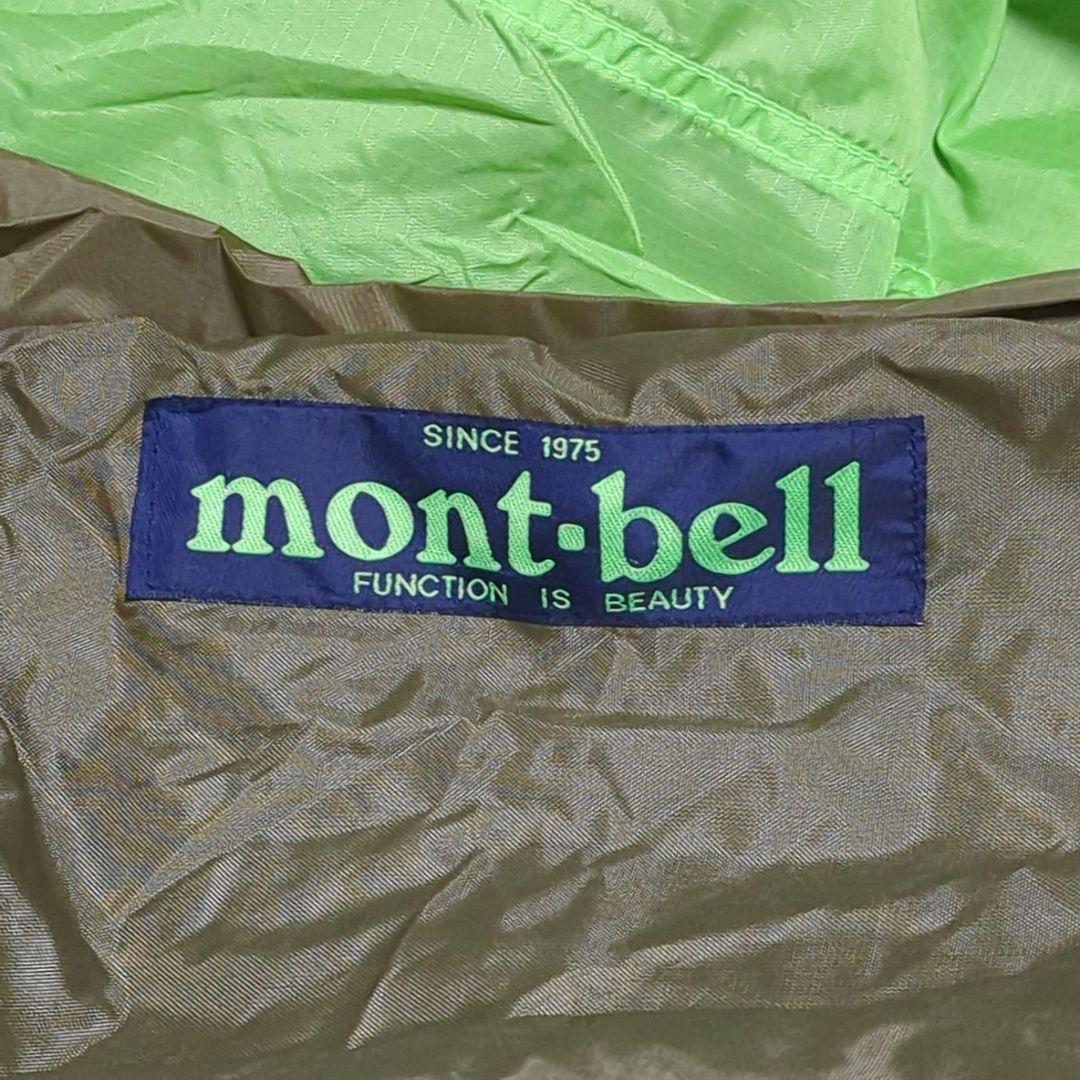 SINCE 1975
mont·bell
FUNCTION IS BEAUTY